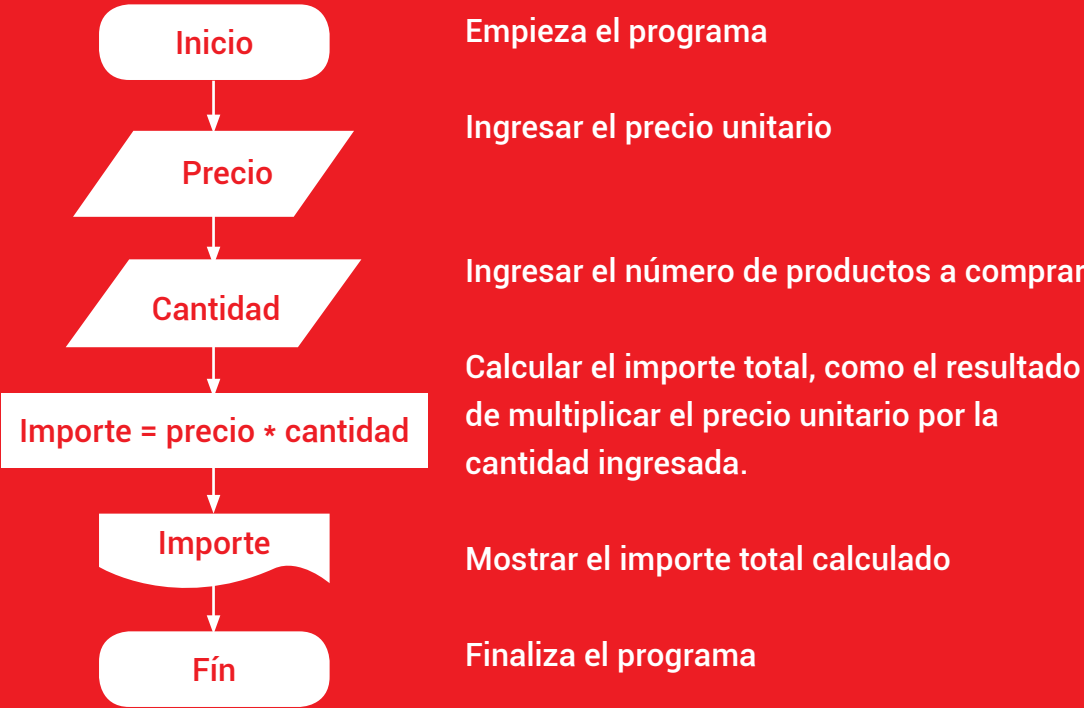 Inicio
Empieza el programa
Precio
Ingresar el precio unitario
Cantidad
Ingresar el número de productos a comprar
Importe = precio * cantidad
Calcular el importe total, como el resultado
de multiplicar el precio unitario por la
cantidad ingresada.
Importe
Mostrar el importe total calculado
Fín
Finaliza el programa